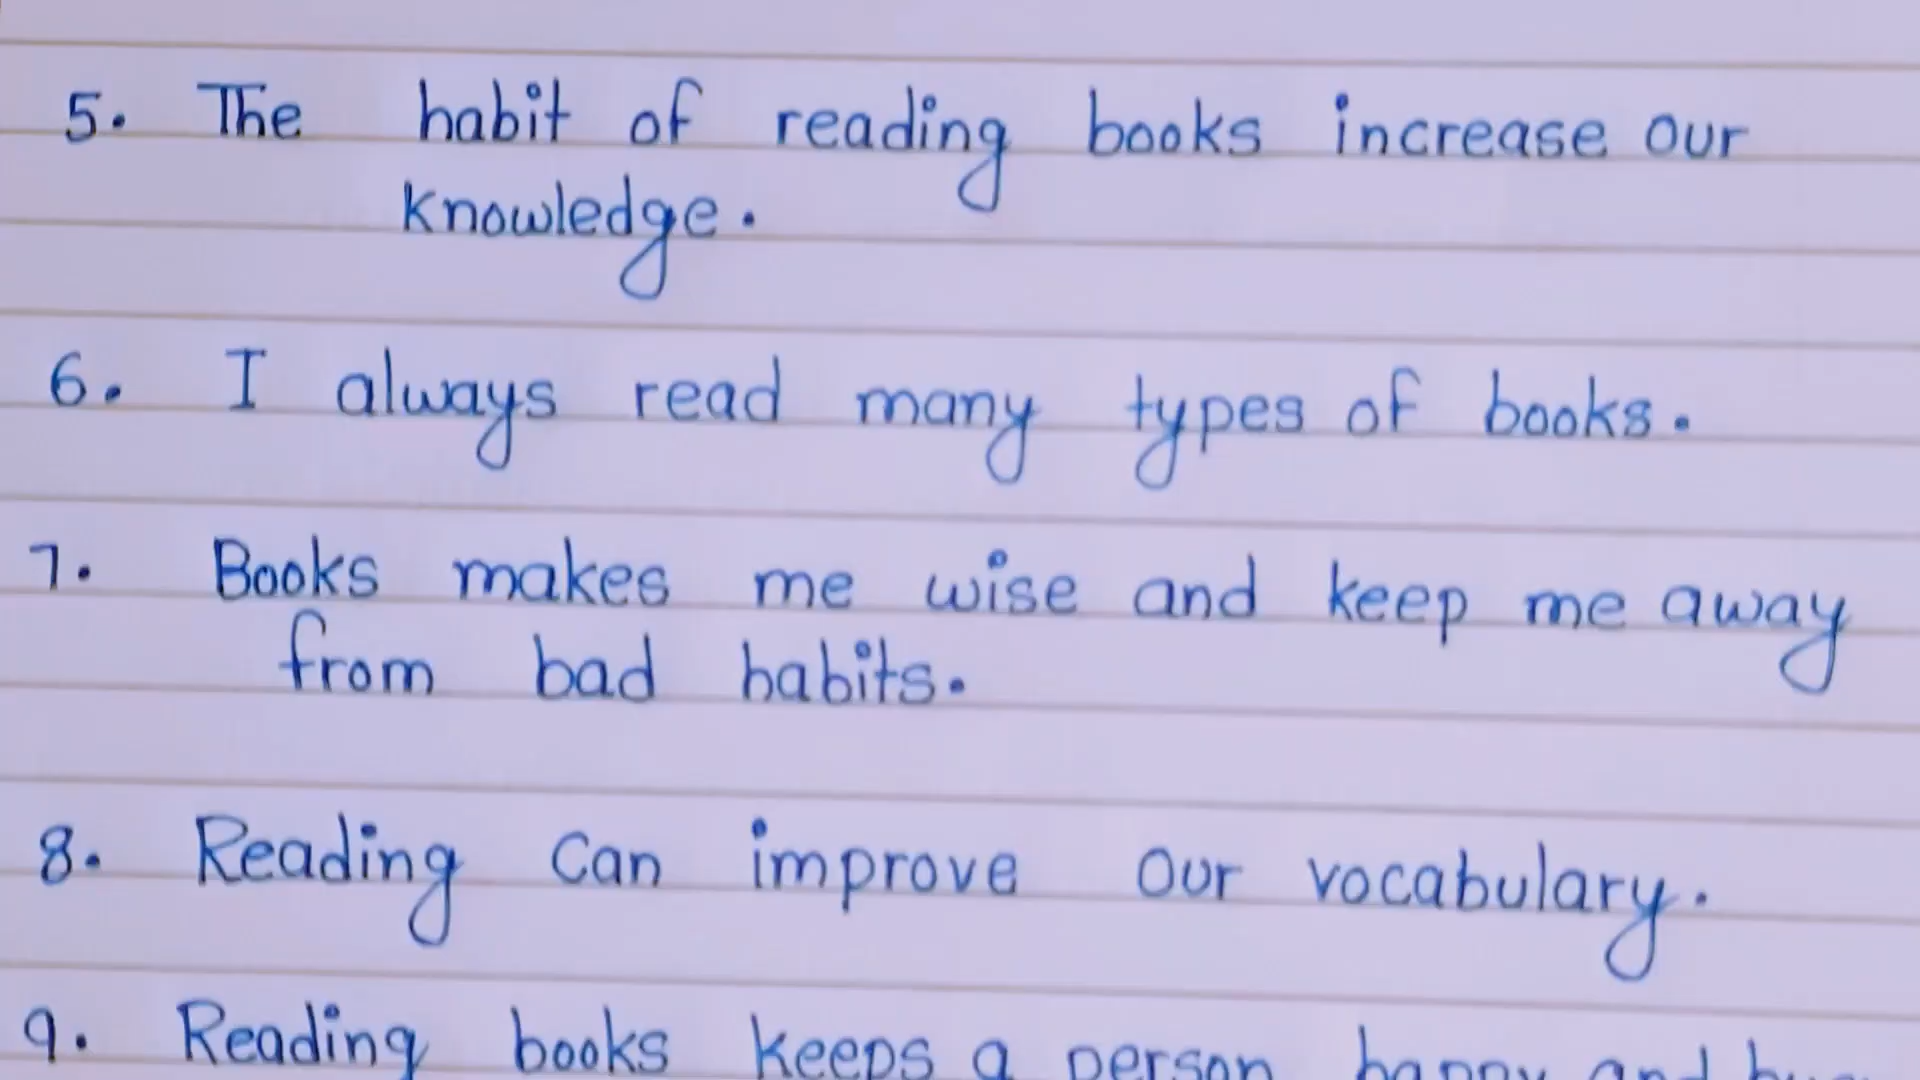 5. The habit of reading books increase our
knowledge.
6. I always read many types of books.
7. Books makes me wise and keep me away
from bad habits.
8. Reading can improve our vocabulary.
9. Reading books keeps a person happy and